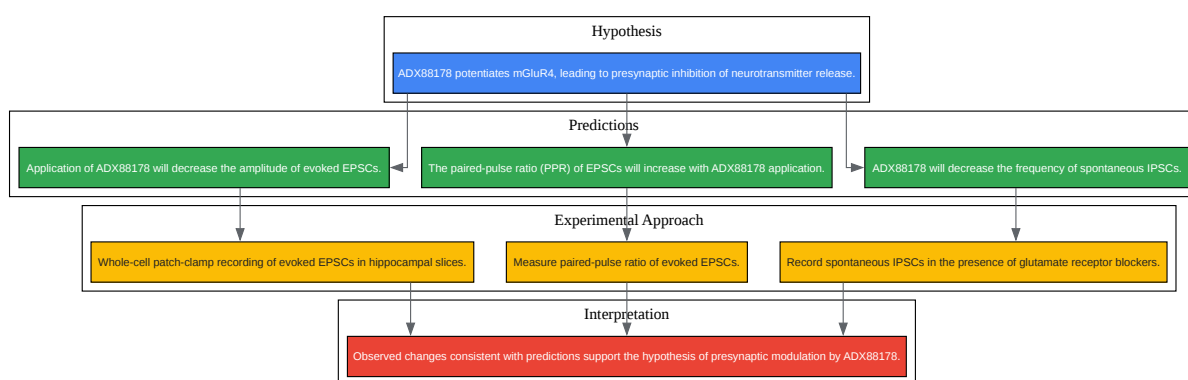 Hypothesis
ADX88178 potentiates mGluR4, leading to presynaptic inhibition of neurotransmitter release.
Predictions
Application of ADX88178 will decrease the amplitude of evoked EPSCs.
The paired-pulse ratio (PPR) of EPSCs will increase with ADX88178 application.
ADX88178 will decrease the frequency of spontaneous IPSCs.
Experimental Approach
Whole-cell patch-clamp recording of evoked EPSCs in hippocampal slices.
Measure paired-pulse ratio of evoked EPSCs.
Record spontaneous IPSCs in the presence of glutamate receptor blockers.
Interpretation
Observed changes consistent with predictions support the hypothesis of presynaptic modulation by ADX88178.